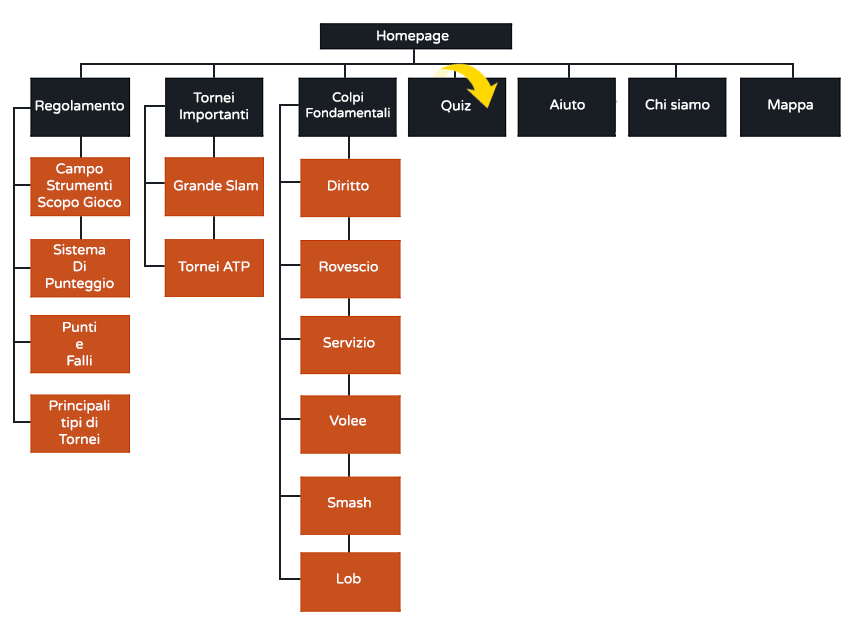 Homepage
Regolamento
Tornei
Importanti
Colpi
Fondamentali
Quiz
Aiuto
Chi siamo
Mappa
Campo
Strumenti
Scopo Gioco
Sistema
Di
Punteggio
Punti
e
Falli
Principali
tipi di
Tornei
Grande Slam
Tornei ATP
Diritto
Rovescio
Servizio
Volee
Smash
Lob